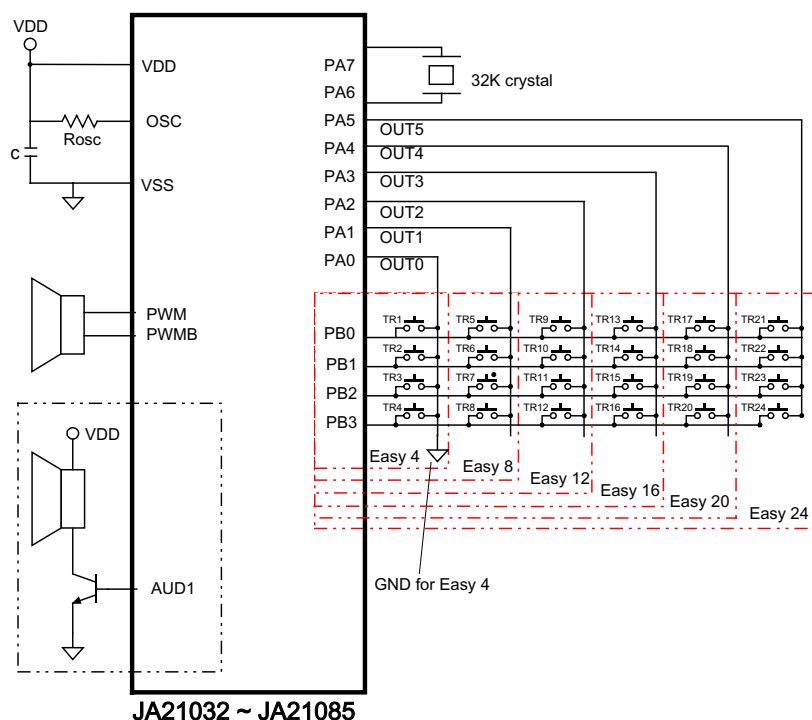 VDD
VDD
PA7
32K crystal
PA6
OSC
Rosc
PA5
OUT5
PA4
OUT4
c
PA3
OUT3
VSS
PA2
OUT2
PA1
OUT1
PA0
OUT0
PWM
PWMB
TR1 TR5 TR9 TR13 TR17 TR21
PB0
TR2 TR6 TR10 TR14 TR18 TR22
PB1
TR3 TR7 TR11 TR15 TR19 TR23
PB2
TR4 TR8 TR12 TR16 TR20 TR24
PB3
VDD
Easy 4
Easy 8
Easy 12
Easy 16
Easy 20
Easy 24
GND for Easy 4
AUD1
JA21032 ~ JA21085